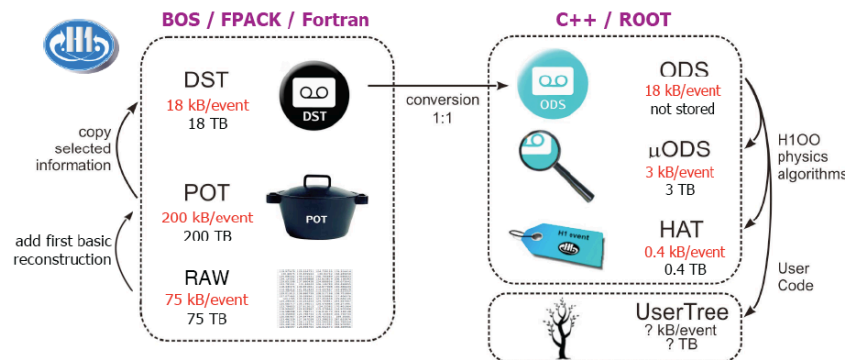 BOS / FPACK / Fortran
C++ / ROOT
H1
DST
18 kB/event
18 TB
DST
copy
selected
information
POT
200 kB/event
200 TB
POT
add first basic
reconstruction
RAW
75 kB/event
75 TB
conversion
1:1
ODS
ODS
18 kB/event
not stored
μODS
3 kB/event
3 TB
H1OO
physics
algorithms
H1 event
HAT
0.4 kB/event
0.4 TB
User
Code
UserTree
? kB/event
? TB